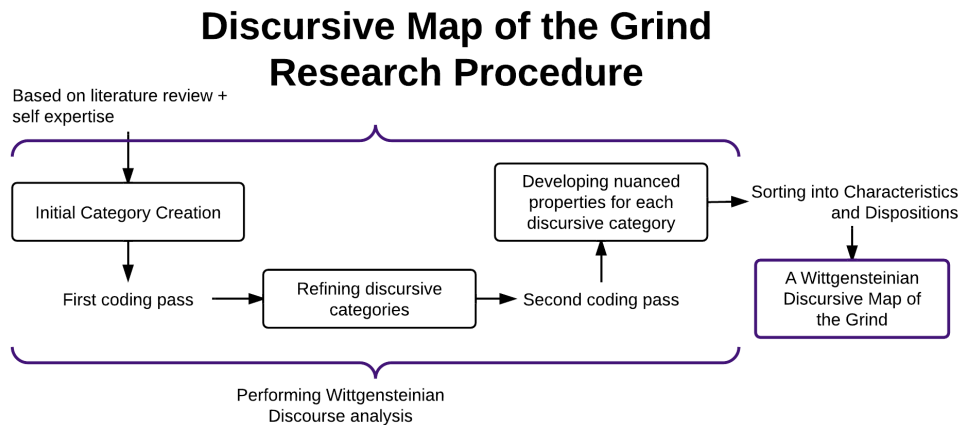 Discursive Map of the Grind
Research Procedure
Based on literature review +
self expertise
Initial Category Creation
First coding pass
Refining discursive
categories
Second coding pass
Developing nuanced
properties for each
discursive category
Sorting into Characteristics
and Dispositions
A Wittgensteinian
Discursive Map of
the Grind
Performing Wittgensteinian
Discourse analysis